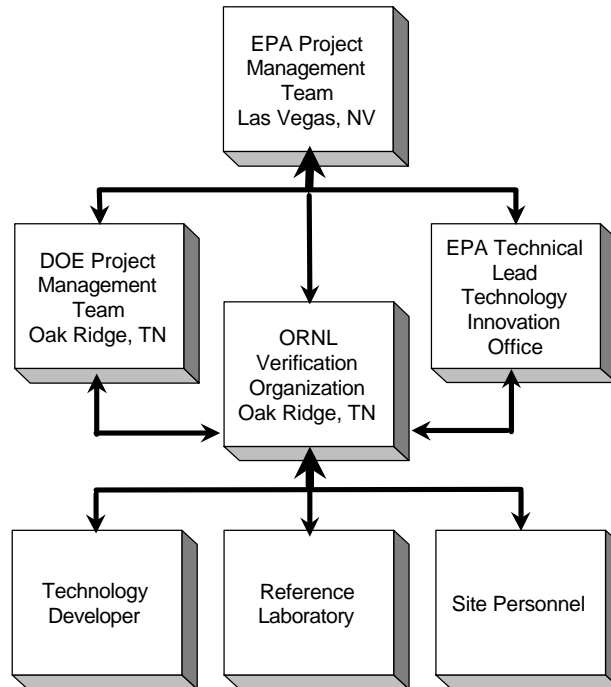 EPA Project
Management
Team
Las Vegas, NV
DOE Project
Management
Team
Oak Ridge, TN
EPA Technical
Lead
Technology
Innovation
Office
ORNL
Verification
Organization
Oak Ridge, TN
Technology
Developer
Reference
Laboratory
Site Personnel